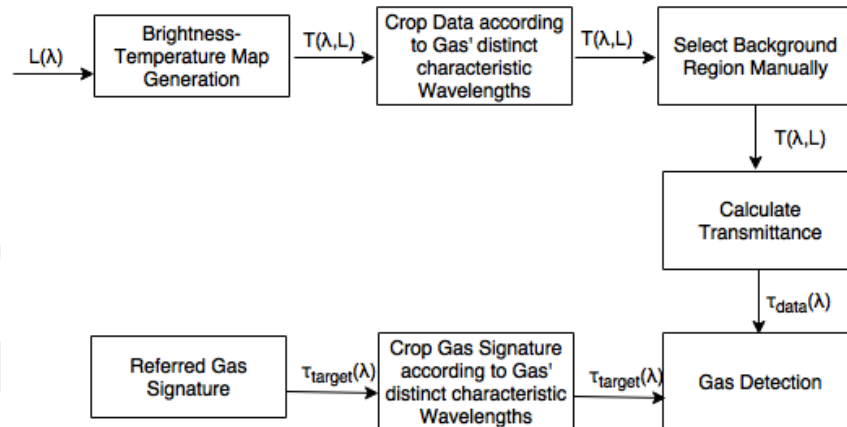 L(λ)
Brightness-
Temperature Map
Generation
T(λ,L)
Crop Data according
to Gas' distinct
characteristic
Wavelengths
T(λ,L)
Select Background
Region Manually
T(λ,L)
Calculate
Transmittance
τdata(λ)
Referred Gas
Signature
τtarget(λ)
Crop Gas Signature
according to Gas'
distinct characteristic
Wavelengths
τtarget(λ)
Gas Detection